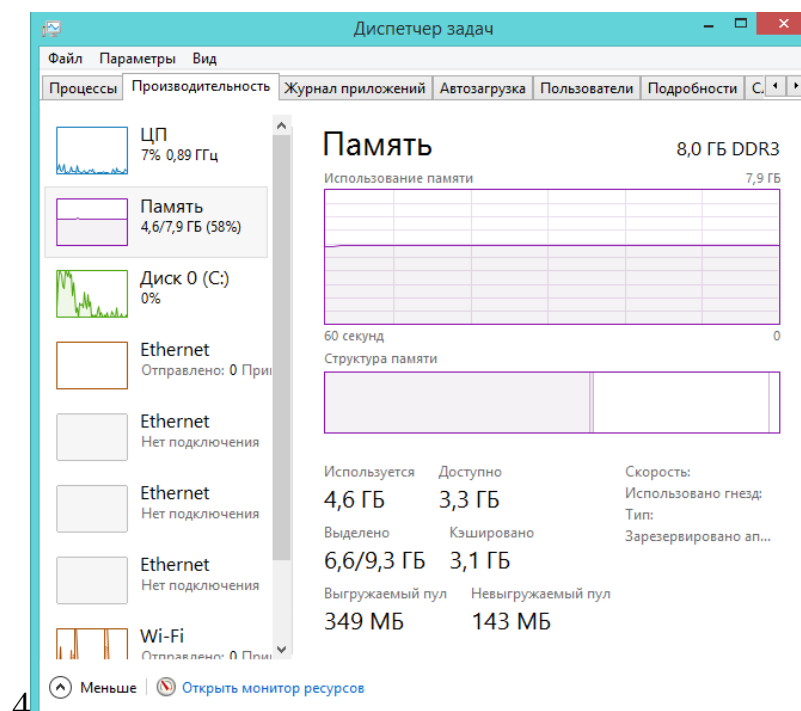 Диспетчер задач
Файл Параметры Вид
Процессы Производительность Журнал приложений Автозагрузка Пользователи Подробности С.
ЦП
7% 0,89 ГГц
Память
4,6/7,9 ГБ (58%)
Диск 0 (C:)
0%
Ethernet
Отправлено: 0 При
Ethernet
Нет подключения
Ethernet
Нет подключения
Ethernet
Нет подключения
Wi-Fi
Отправлено: 0 При
Память 8,0 ГБ DDR3
Использование памяти 7,9 ГБ
60 секунд 0
Структура памяти
Используется Доступно
4,6 ГБ 3,3 ГБ
Выделено Кэшировано
6,6/9,3 ГБ 3,1 ГБ
Выгружаемый пул Невыгружаемый пул
349 МБ 143 МБ
Скорость:
Использовано гнезд:
Тип:
Зарезервировано ап...
Меньше Открыть монитор ресурсов
4